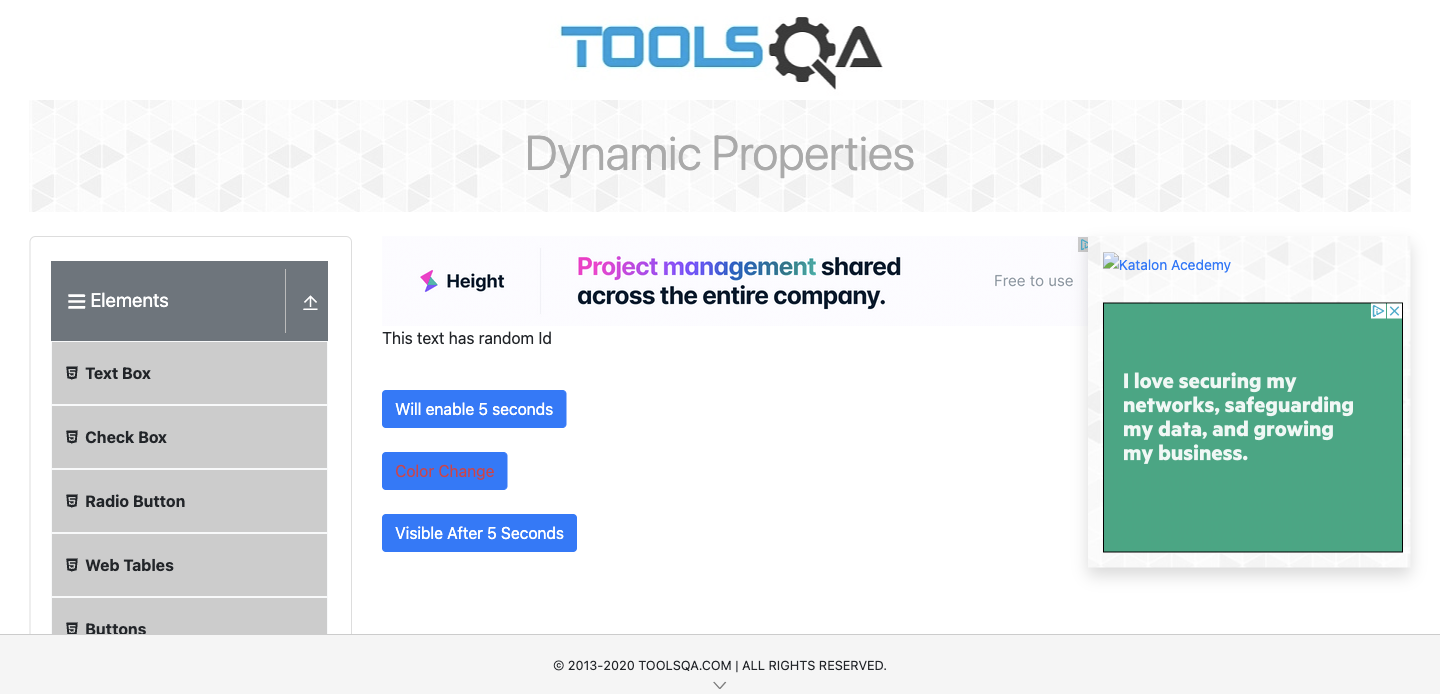 TOOLSQA
Dynamic Properties
Elements
Text Box
Check Box
Radio Button
Web Tables
Buttons
Height
Project management shared
across the entire company.
Free to use
This text has random Id
Will enable 5 seconds
Color Change
Visible After 5 Seconds
Katalon Acedemy
I love securing my
networks, safeguarding
my data, and growing
my business.
© 2013-2020 TOOLSQA.COM | ALL RIGHTS RESERVED.